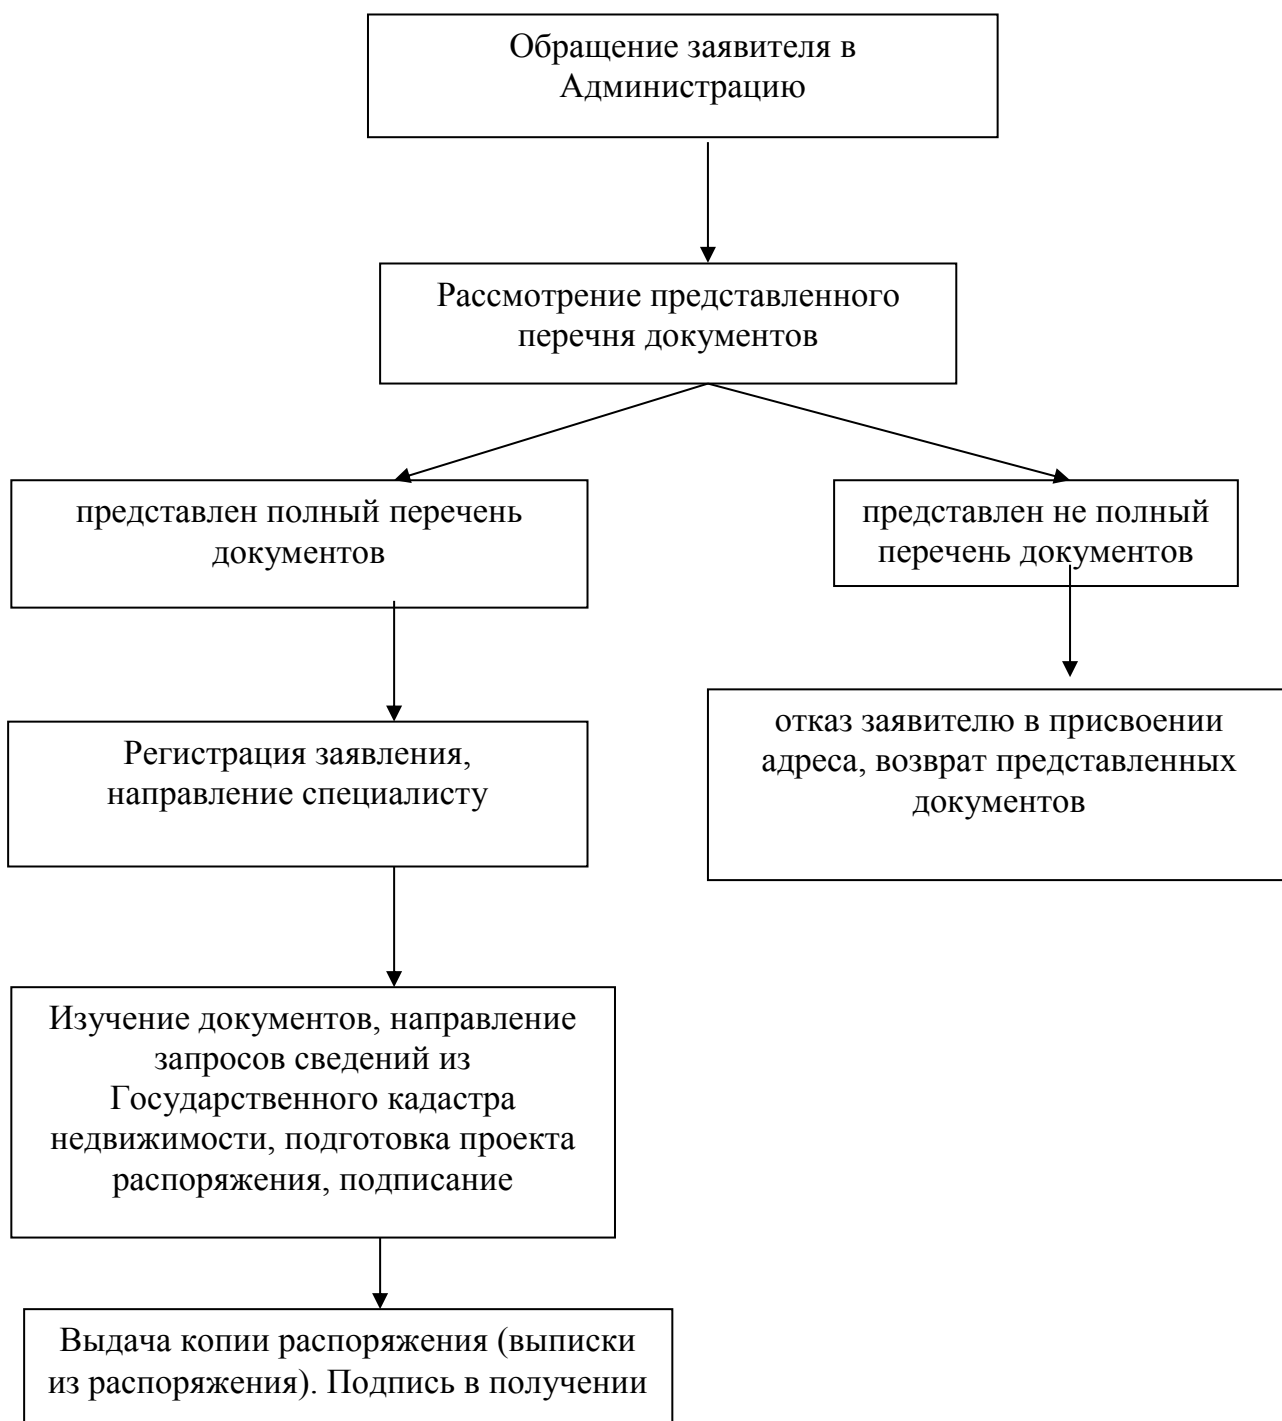 Обращение заявителя в
Администрацию
Рассмотрение представленного
перечня документов
представлен полный перечень
документов
представлен не полный
перечень документов
Регистрация заявления,
направление специалисту
отказ заявителю в присвоении
адреса, возврат представленных
документов
Изучение документов, направление
запросов сведений из
Государственного кадастра
недвижимости, подготовка проекта
распоряжения, подписание
Выдача копии распоряжения (выписки
из распоряжения). Подпись в получении